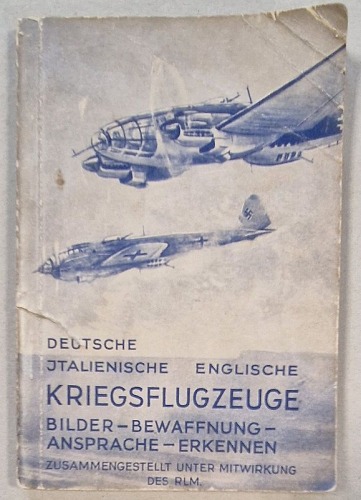 DEUTSCHE
JTALIENISCHE ENGLISCHE
KRIEGSFLUGZEUGE
BILDER – BEWAFFNUNG –
ANSPRACHE – ERKENNEN
ZUSAMMENGESTELLT UNTER MITWIRKUNG
DES RLM.